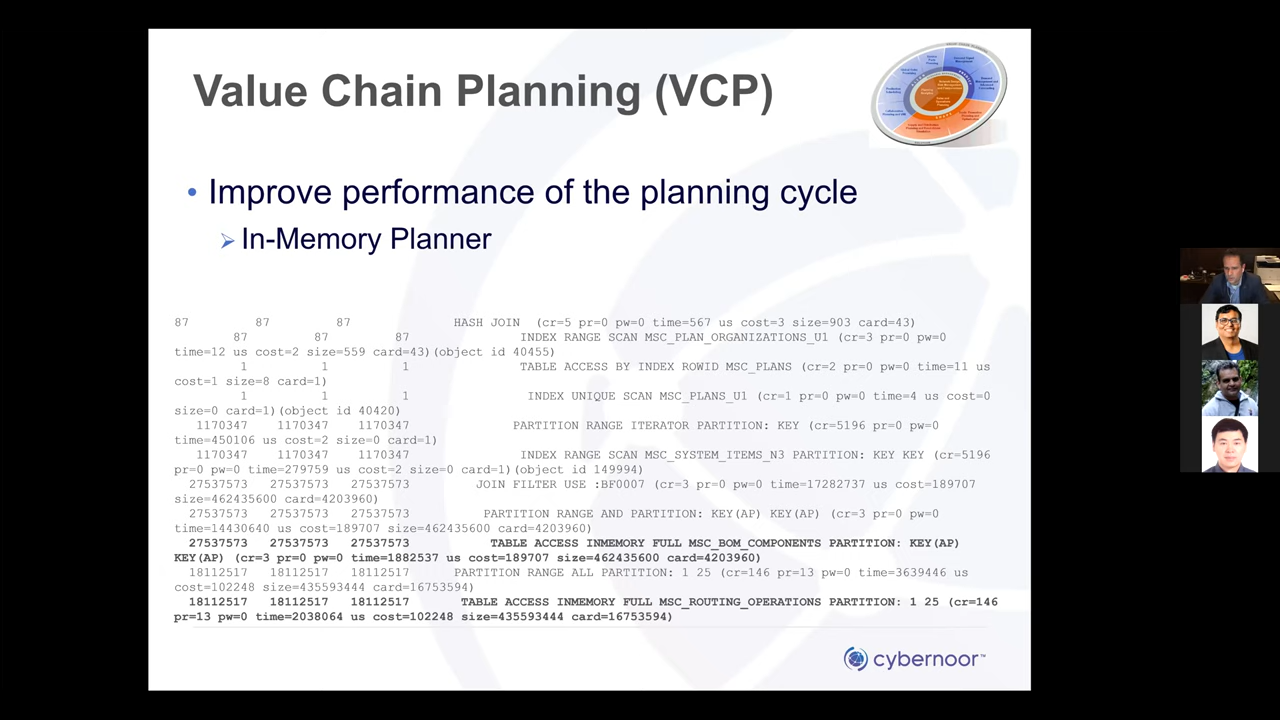 Value Chain Planning (VCP)
• Improve performance of the planning cycle
➢ In-Memory Planner
87 87 87 HASH JOIN (cr=5 pr=0 pw=0 time=567 us cost=3 size=903 card=43)
87 87 87 INDEX RANGE SCAN MSC_PLAN_ORGANIZATIONS_U1 (cr=3 pr=0 pw=0
time=12 us cost=2 size=559 card=43)(object id 40455)
1 1 1 TABLE ACCESS BY INDEX ROWID MSC_PLANS (cr=2 pr=0 pw=0 time=11 us
cost=1 size=8 card=1)
1 1 1 INDEX UNIQUE SCAN MSC_PLANS_U1 (cr=1 pr=0 pw=0 time=4 us cost=0
size=0 card=1)(object id 40420)
1170347 1170347 1170347 PARTITION RANGE ITERATOR PARTITION: KEY (cr=5196 pr=0 pw=0
time=450106 us cost=2 size=0 card=1)
1170347 1170347 1170347 INDEX RANGE SCAN MSC_SYSTEM_ITEMS_N3 PARTITION: KEY KEY (cr=5196
pr=0 pw=0 time=279759 us cost=2 size=0 card=1)(object id 149994)
27537573 27537573 27537573 JOIN FILTER USE :BF0007 (cr=3 pr=0 pw=0 time=17282737 us cost=189707
size=462435600 card=4203960)
27537573 27537573 27537573 PARTITION RANGE AND PARTITION: KEY(AP) KEY(AP) (cr=3 pr=0 pw=0
time=14430640 us cost=189707 size=462435600 card=4203960)
27537573 27537573 27537573 TABLE ACCESS INMEMORY FULL MSC_BOM_COMPONENTS PARTITION: KEY(AP)
KEY(AP) (cr=3 pr=0 pw=0 time=1882537 us cost=189707 size=462435600 card=4203960)
18112517 18112517 18112517 PARTITION RANGE ALL PARTITION: 1 25 (cr=146 pr=13 pw=0 time=3639446 us
cost=102248 size=435593444 card=16753594)
18112517 18112517 18112517 TABLE ACCESS INMEMORY FULL MSC_ROUTING_OPERATIONS PARTITION: 1 25 (cr=146
pr=13 pw=0 time=2038064 us cost=102248 size=435593444 card=16753594)
cybernoor™